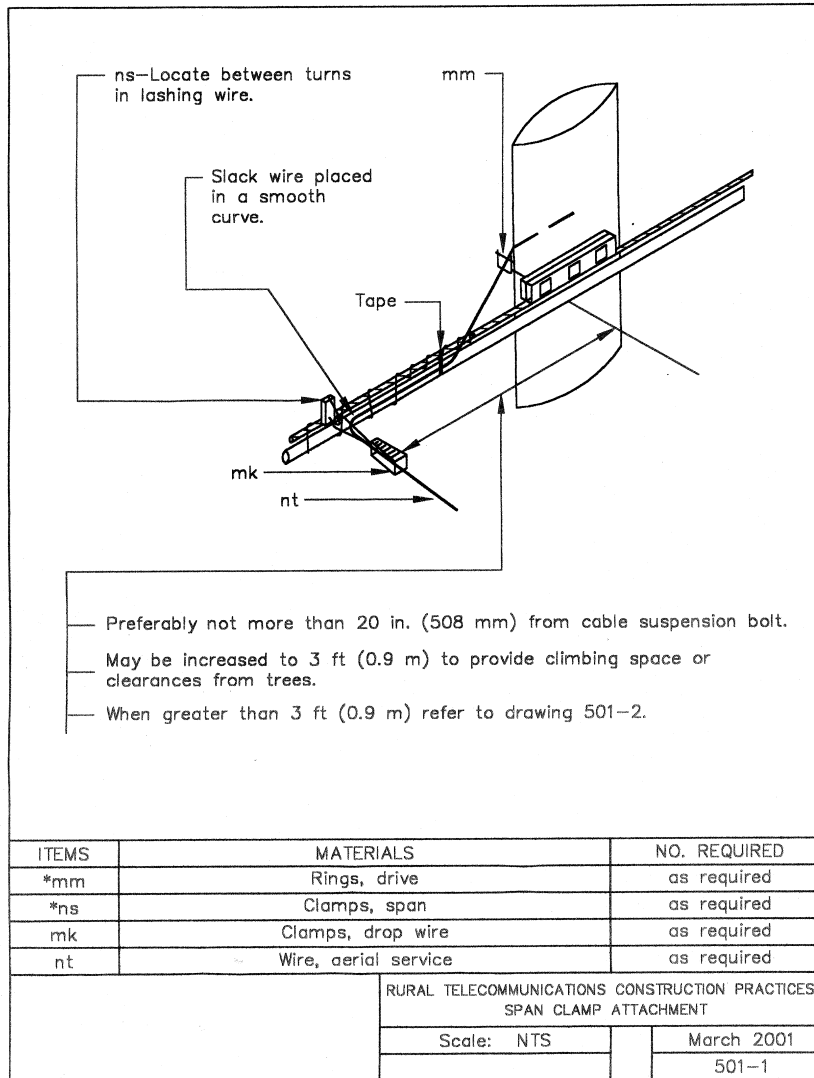 ns—Locate between turns
in lashing wire.
mm
Slack wire placed
in a smooth
curve.
Tape
mk
nt
Preferably not more than 20 in. (508 mm) from cable suspension bolt.
May be increased to 3 ft (0.9 m) to provide climbing space or
clearances from trees.
When greater than 3 ft (0.9 m) refer to drawing 501—2.
ITEMS MATERIALS NO. REQUIRED
*mm Rings, drive as required
*ns Clamps, span as required
mk Clamps, drop wire as required
nt Wire, aerial service as required
RURAL TELECOMMUNICATIONS CONSTRUCTION PRACTICES
SPAN CLAMP ATTACHMENT
Scale: NTS March 2001
501—1